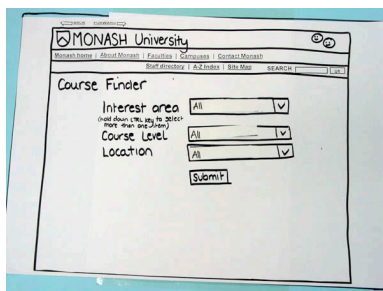 MONASH University
Monash home | About Monash | Faculties | Campuses | Contact Monash
Staff directory | A-Z Index | Site Map SEARCH
Course Finder
Interest area All
(hold down CTRL key to select
more than one item)
Course Level All
Location All
Submit